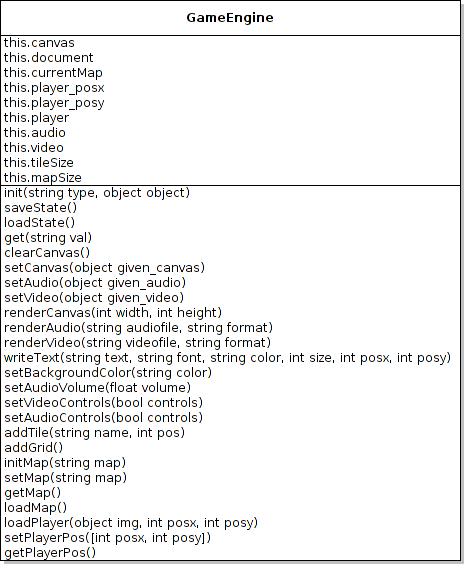 GameEngine
this.canvas
this.document
this.currentMap
this.player_posx
this.player_posy
this.player
this.audio
this.video
this.tileSize
this.mapSize
init(string type, object object)
saveState()
loadState()
get(string val)
clearCanvas()
setCanvas(object given_canvas)
setAudio(object given_audio)
setVideo(object given_video)
renderCanvas(int width, int height)
renderAudio(string audiofile, string format)
renderVideo(string videofile, string format)
writeText(string text, string font, string color, int size, int posx, int posy)
setBackgroundColor(string color)
setAudioVolume(float volume)
setVideoControls(bool controls)
setAudioControls(bool controls)
addTile(string name, int pos)
addGrid()
initMap(string map)
setMap(string map)
getMap()
loadMap()
loadPlayer(object img, int posx, int posy)
setPlayerPos([int posx, int posy])
getPlayerPos()